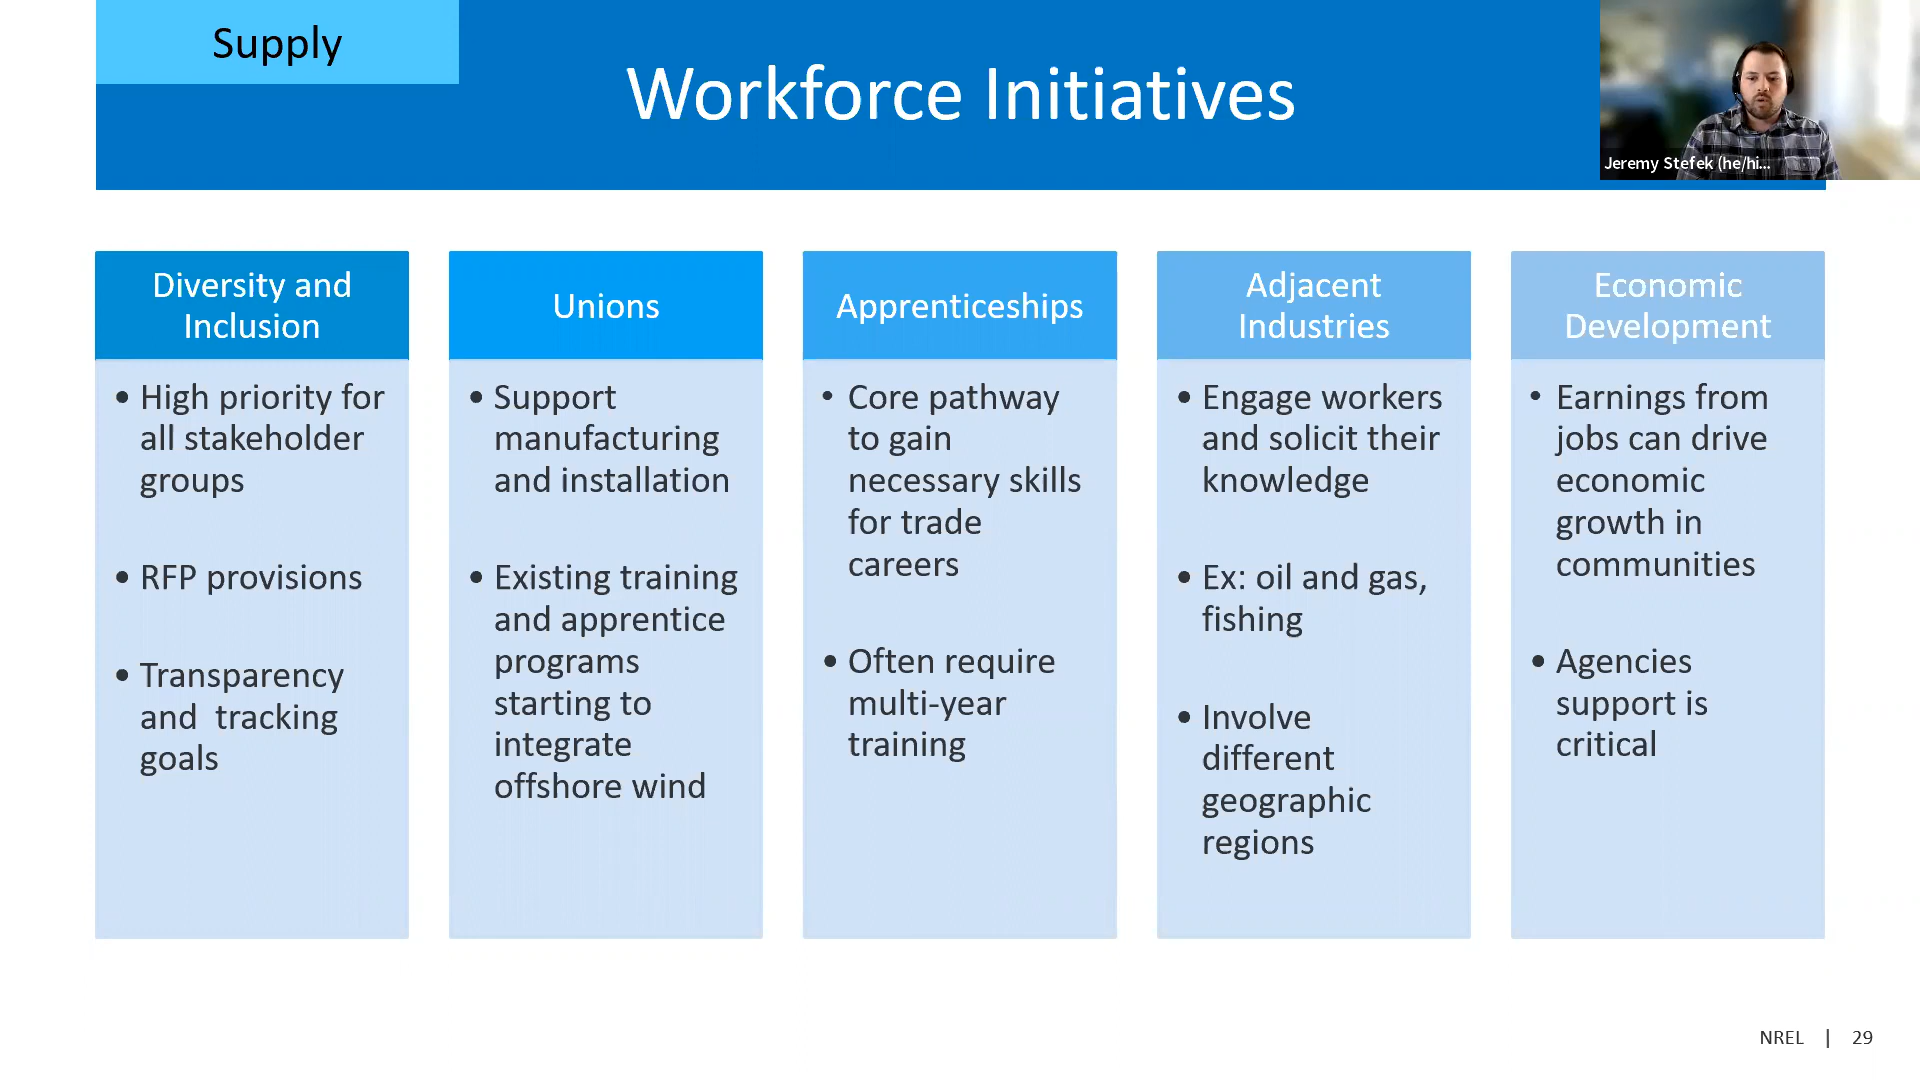 Supply
Workforce Initiatives
Jeremy Stefek (he/hi...
Diversity and
Inclusion
• High priority for
all stakeholder
groups
• RFP provisions
• Transparency
and  tracking
goals
Unions
• Support
manufacturing
and installation
• Existing training
and apprentice
programs
starting to
integrate
offshore wind
Apprenticeships
• Core pathway
to gain
necessary skills
for trade
careers
• Often require
multi-year
training
Adjacent
Industries
• Engage workers
and solicit their
knowledge
• Ex: oil and gas,
fishing
• Involve
different
geographic
regions
Economic
Development
• Earnings from
jobs can drive
economic
growth in
communities
• Agencies
support is
critical
NREL | 29